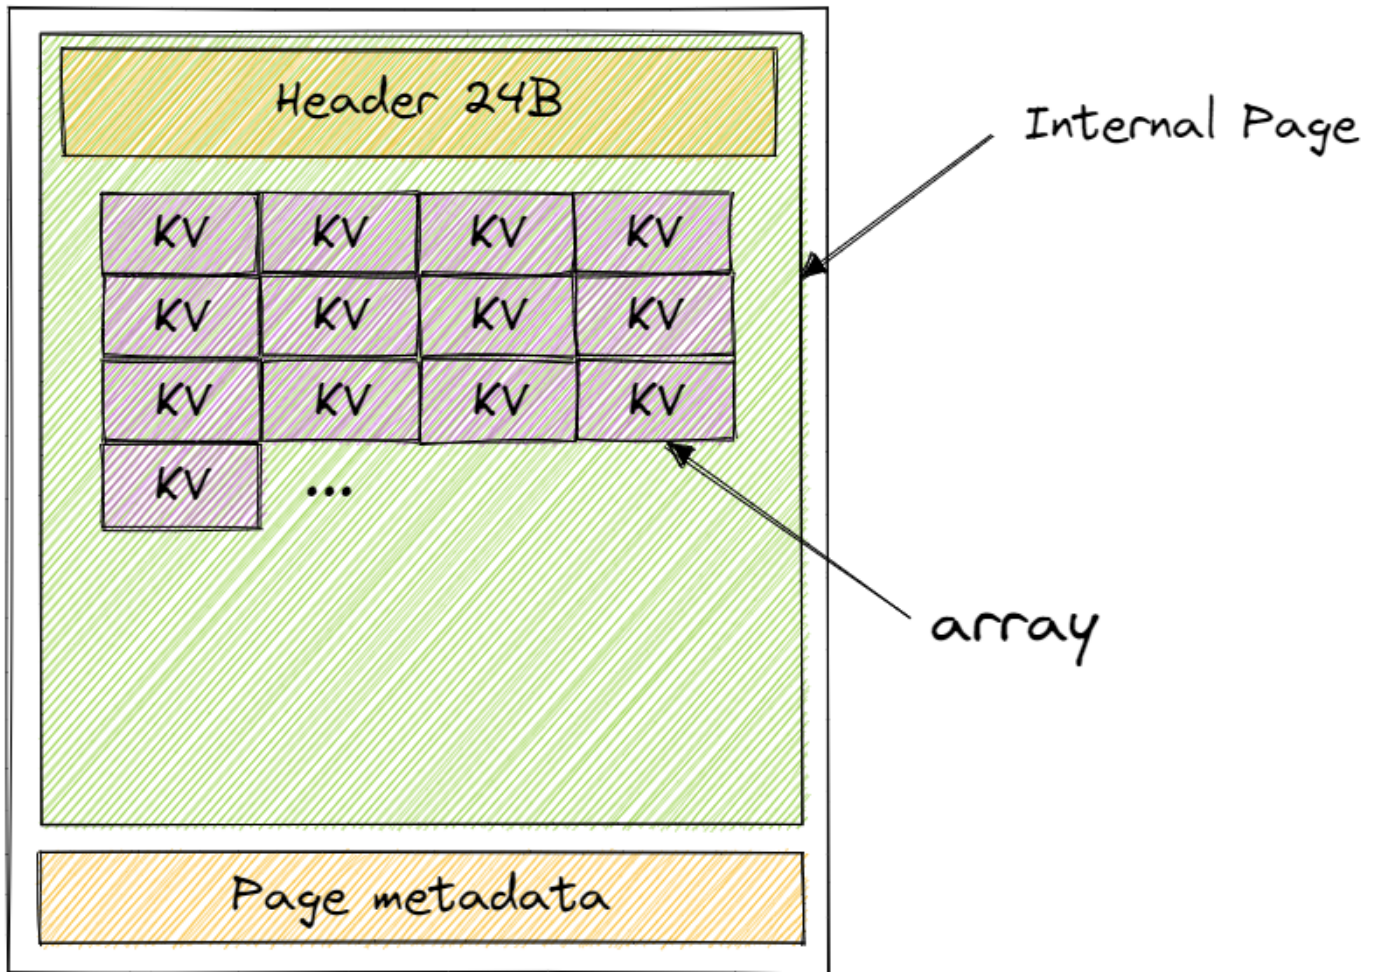 Header 24B
Internal Page
KV KV KV KV
KV KV KV KV
KV KV KV KV
KV ...
array
Page metadata